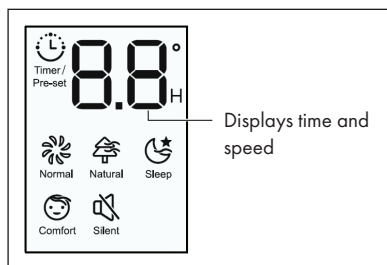 Timer/
Pre-set
8.8°
H
Displays time and
speed
Normal Natural Sleep
Comfort Silent